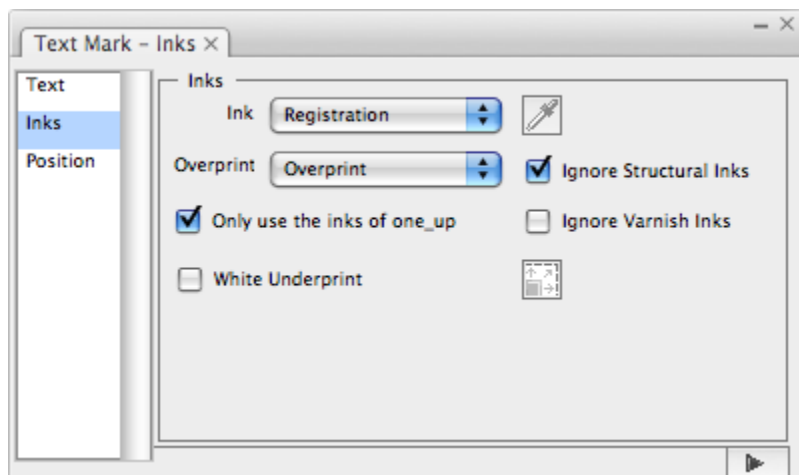 Text Mark – Inks ×
Text
Inks
Position
Inks
Ink Registration
Overprint Overprint
Ignore Structural Inks
Only use the inks of one_up
Ignore Varnish Inks
White Underprint